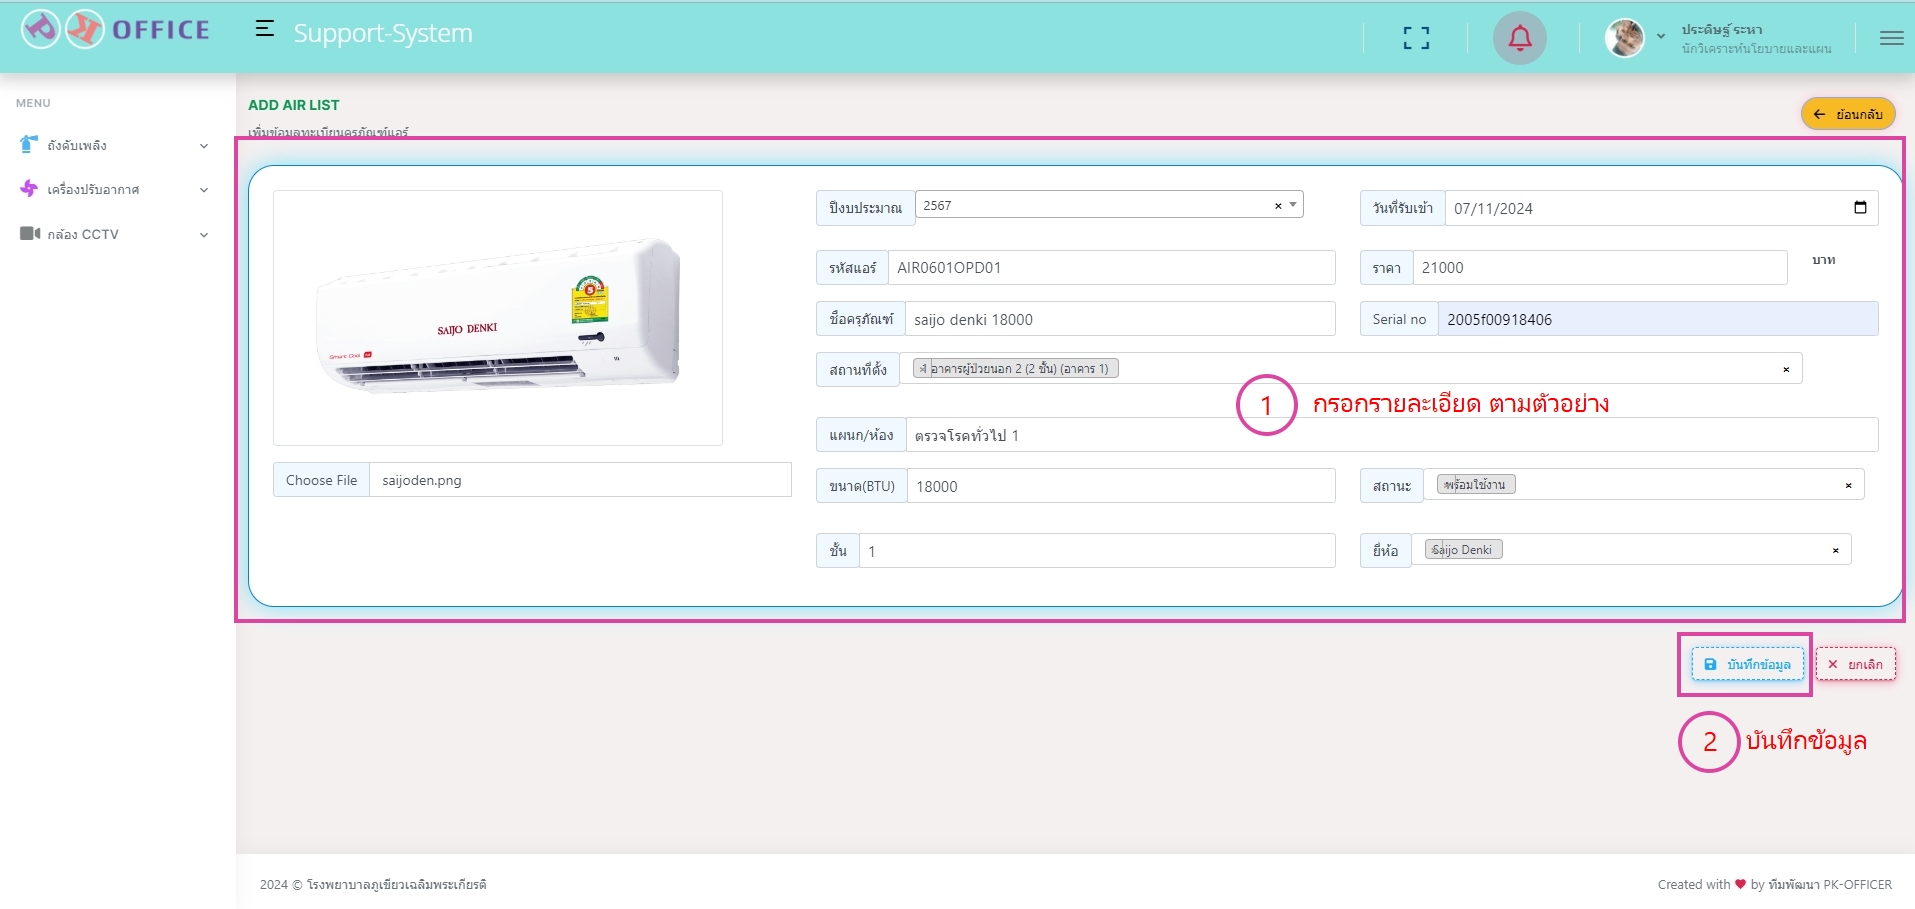 OFFICE
Support-System
ประดิษฐ์ ระหา
นักวิเคราะห์นโยบายและแผน
MENU
ถังดับเพลิง
เครื่องปรับอากาศ
กล้อง CCTV
ADD AIR LIST
เพิ่มข้อมูลทะเบียนครุภัณฑ์แอร์
ย้อนกลับ
ปีงบประมาณ 2567
วันที่รับเข้า 07/11/2024
รหัสแอร์ AIR0601OPD01
ราคา 21000 บาท
ชื่อครุภัณฑ์ saijo denki 18000
Serial no 2005f00918406
สถานที่ตั้ง อาคารผู้ป่วยนอก 2 (2 ชั้น) (อาคาร 1)
1 กรอกรายละเอียด ตามตัวอย่าง
แผนก/ห้อง ตรวจโรคทั่วไป 1
ขนาด(BTU) 18000
สถานะ พร้อมใช้งาน
ชั้น 1
ยี่ห้อ Saijo Denki
SAIJO DENKI
Smart Cool
5
Choose File saijoden.png
บันทึกข้อมูล
ยกเลิก
2 บันทึกข้อมูล
2024 © โรงพยาบาลภูเขียวเฉลิมพระเกียรติ
Created with ♥ by ทีมพัฒนา PK-OFFICER